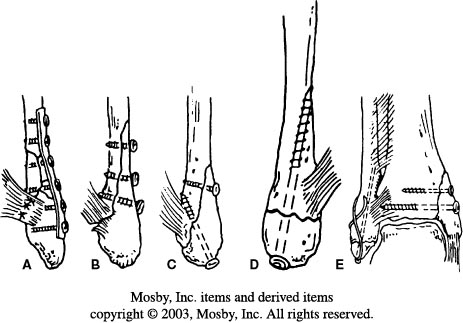 A B C D E
Mosby, Inc. items and derived items
copyright © 2003, Mosby, Inc. All rights reserved.